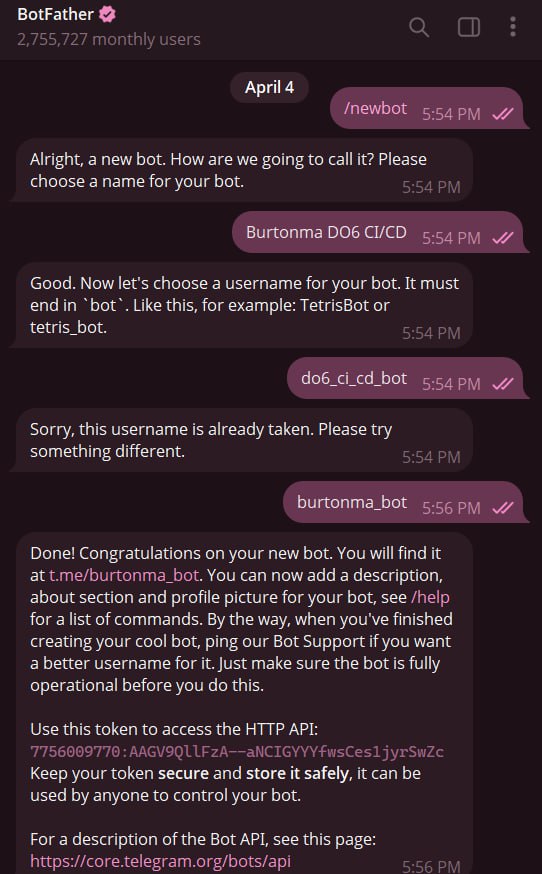 BotFather
2,755,727 monthly users
April 4
/newbot 5:54 PM
Alright, a new bot. How are we going to call it? Please
choose a name for your bot. 5:54 PM
Burtonma DO6 CI/CD 5:54 PM
Good. Now let's choose a username for your bot. It must
end in `bot`. Like this, for example: TetrisBot or
tetris_bot. 5:54 PM
do6_ci_cd_bot 5:54 PM
Sorry, this username is already taken. Please try
something different. 5:54 PM
burtonma_bot 5:56 PM
Done! Congratulations on your new bot. You will find it
at t.me/burtonma_bot. You can now add a description,
about section and profile picture for your bot, see /help
for a list of commands. By the way, when you've finished
creating your cool bot, ping our Bot Support if you want
a better username for it. Just make sure the bot is fully
operational before you do this.
Use this token to access the HTTP API:
7756009770:AAGV9QllFzA--aNCIGYYYfwsCes1jyrSwZc
Keep your token secure and store it safely, it can be
used by anyone to control your bot.
For a description of the Bot API, see this page:
https://core.telegram.org/bots/api 5:56 PM